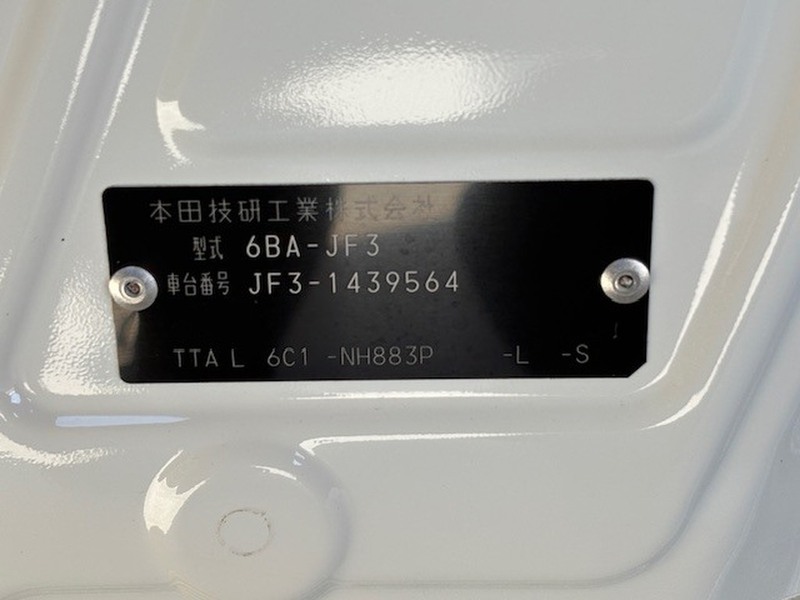 本田技研工業株式会社
型式 6BA-JF3
車台番号 JF3-1439564
TTA L 6C1 -NH883P -L -S